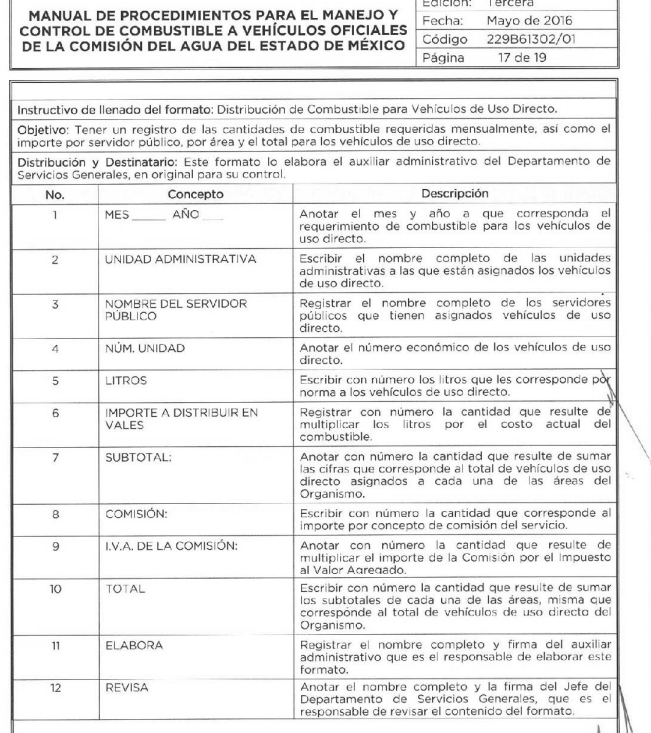 Edición: Tercera
MANUAL DE PROCEDIMIENTOS PARA EL MANEJO Y
CONTROL DE COMBUSTIBLE A VEHÍCULOS OFICIALES
DE LA COMISIÓN DEL AGUA DEL ESTADO DE MÉXICO
Fecha: Mayo de 2016
Código 229B61302/01
Página 17 de 19
Instructivo de llenado del formato: Distribución de Combustible para Vehículos de Uso Directo.
Objetivo: Tener un registro de las cantidades de combustible requeridas mensualmente, así como el
importe por servidor público, por área y el total para los vehículos de uso directo.
Distribución y Destinatario: Este formato lo elabora el auxiliar administrativo del Departamento de
Servicios Generales, en original para su control.
No. Concepto Descripción
1 MES _____ AÑO ___ Anotar el mes y año a que corresponda el
requerimiento de combustible para los vehículos de
uso directo.
2 UNIDAD ADMINISTRATIVA Escribir el nombre completo de las unidades
administrativas a las que están asignados los vehículos
de uso directo.
3 NOMBRE DEL SERVIDOR Registrar el nombre completo de los servidores
PÚBLICO públicos que tienen asignados vehículos de uso
directo.
4 NÚM. UNIDAD Anotar el número económico de los vehículos de uso
directo.
5 LITROS Escribir con número los litros que les corresponde por
norma a los vehículos de uso directo.
6 IMPORTE A DISTRIBUIR EN Registrar con número la cantidad que resulte de
VALES multiplicar los litros por el costo actual del
combustible.
7 SUBTOTAL: Anotar con número la cantidad que resulte de sumar
las cifras que corresponde al total de vehículos de uso
directo asignados a cada una de las áreas del
Organismo.
8 COMISIÓN: Escribir con número la cantidad que corresponde al
importe por concepto de comisión del servicio.
9 I.V.A. DE LA COMISIÓN: Anotar con número la cantidad que resulte de
multiplicar el importe de la Comisión por el Impuesto
al Valor Agregado.
10 TOTAL Escribir con número la cantidad que resulte de sumar
los subtotales de cada una de las áreas, misma que
corresponde al total de vehículos de uso directo del
Organismo.
11 ELABORA Registrar el nombre completo y firma del auxiliar
administrativo que es el responsable de elaborar este
formato.
12 REVISA Anotar el nombre completo y la firma del Jefe del
Departamento de Servicios Generales, que es el
responsable de revisar el contenido del formato.